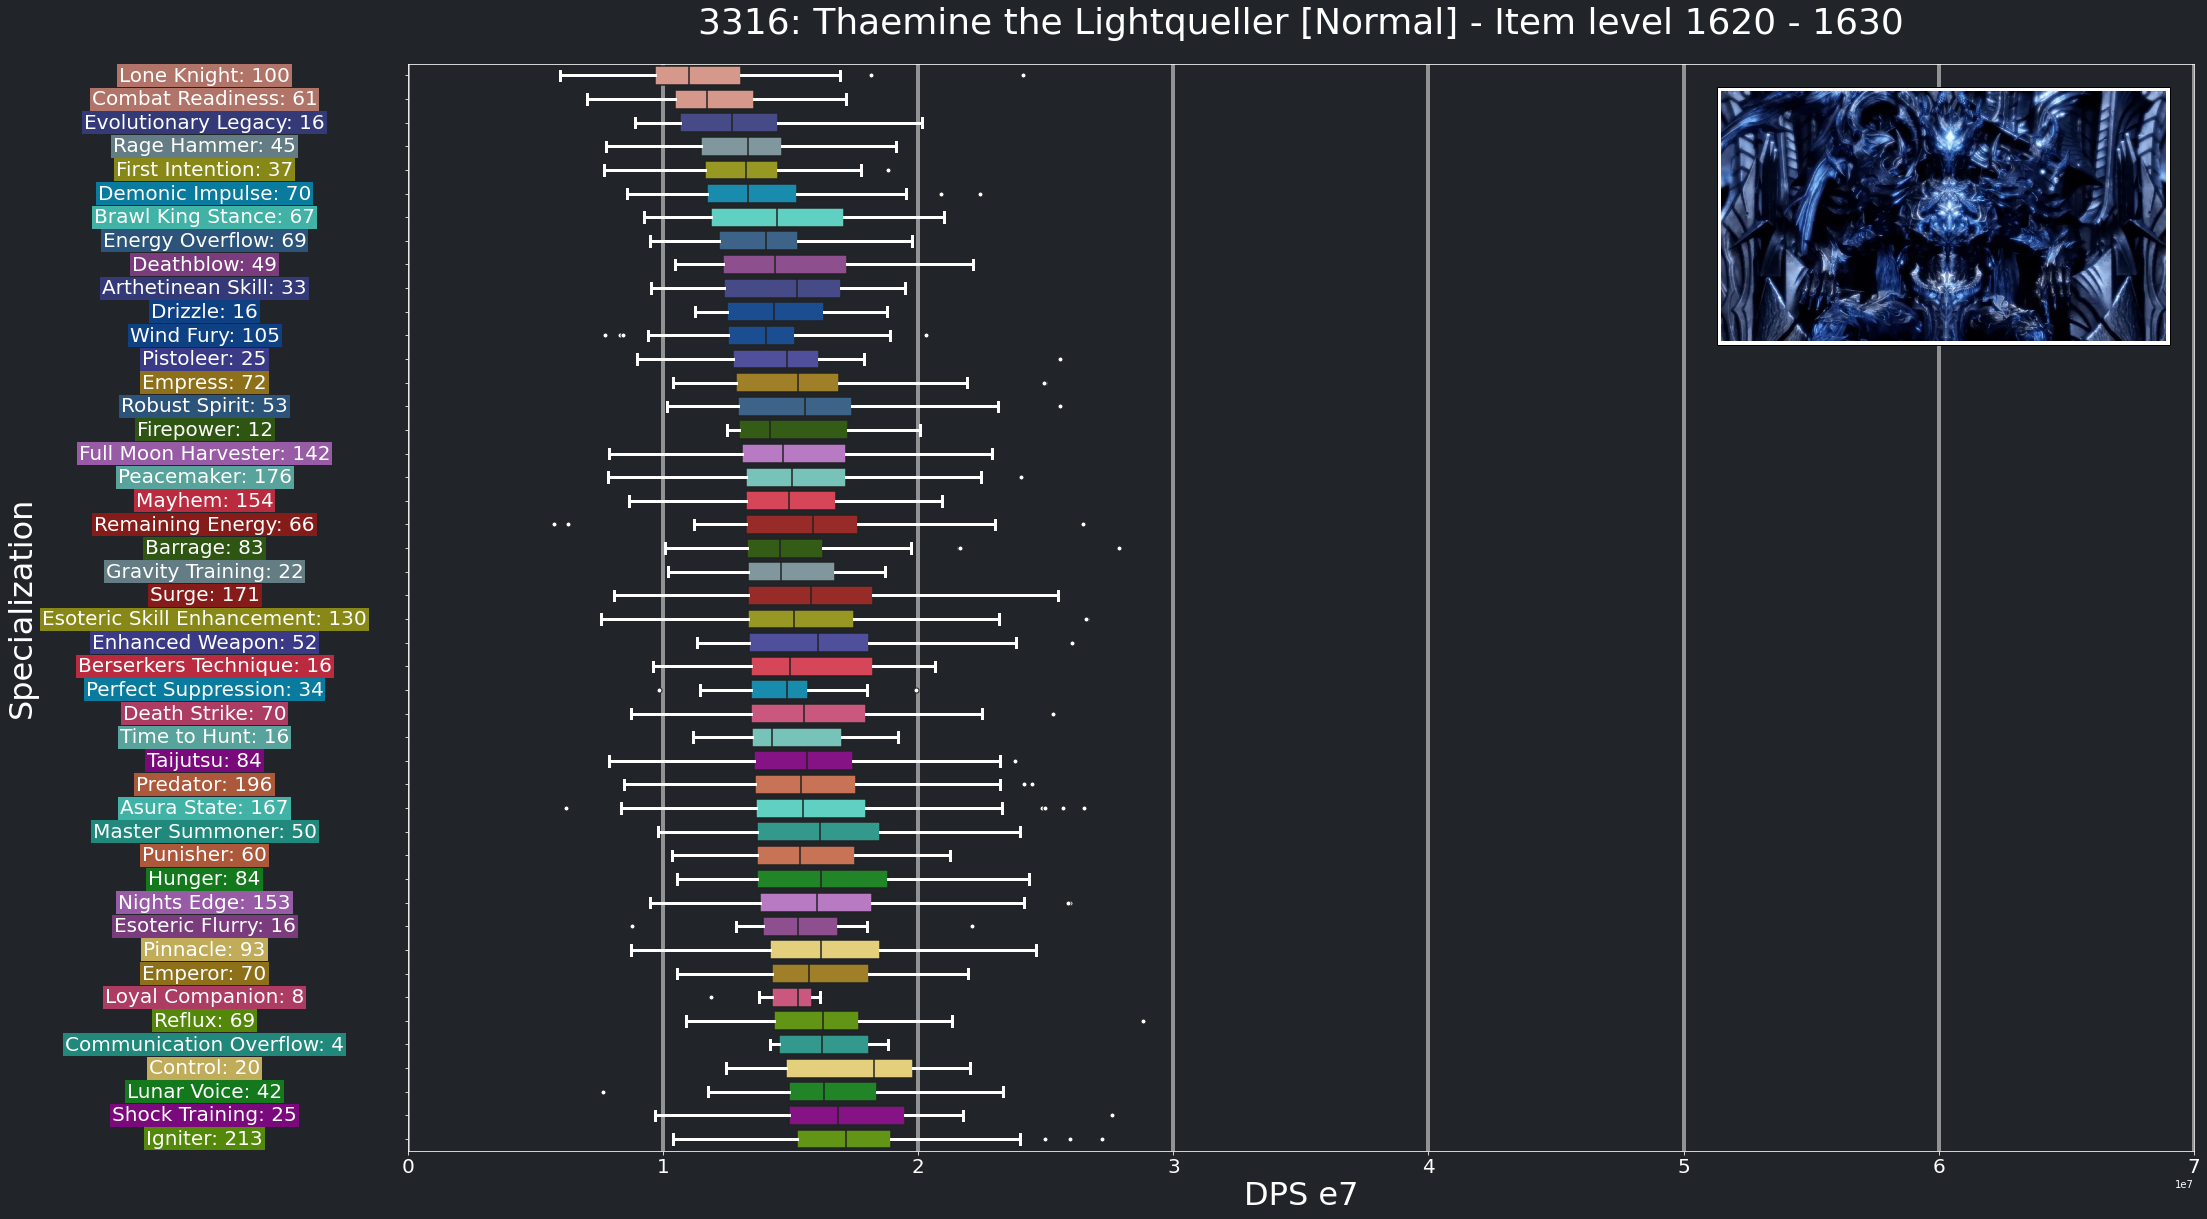 3316: Thaemine the Lightqueller [Normal] - Item level 1620 - 1630
Specialization
Lone Knight: 100
Combat Readiness: 61
Evolutionary Legacy: 16
Rage Hammer: 45
First Intention: 37
Demonic Impulse: 70
Brawl King Stance: 67
Energy Overflow: 69
Deathblow: 49
Arthetinean Skill: 33
Drizzle: 16
Wind Fury: 105
Pistoleer: 25
Empress: 72
Robust Spirit: 53
Firepower: 12
Full Moon Harvester: 142
Peacemaker: 176
Mayhem: 154
Remaining Energy: 66
Barrage: 83
Gravity Training: 22
Surge: 171
Esoteric Skill Enhancement: 130
Enhanced Weapon: 52
Berserkers Technique: 16
Perfect Suppression: 34
Death Strike: 70
Time to Hunt: 16
Taijutsu: 84
Predator: 196
Asura State: 167
Master Summoner: 50
Punisher: 60
Hunger: 84
Nights Edge: 153
Esoteric Flurry: 16
Pinnacle: 93
Emperor: 70
Loyal Companion: 8
Reflux: 69
Communication Overflow: 4
Control: 20
Lunar Voice: 42
Shock Training: 25
Igniter: 213
0 1 2 3 4 5 6 7
1e7
DPS e7